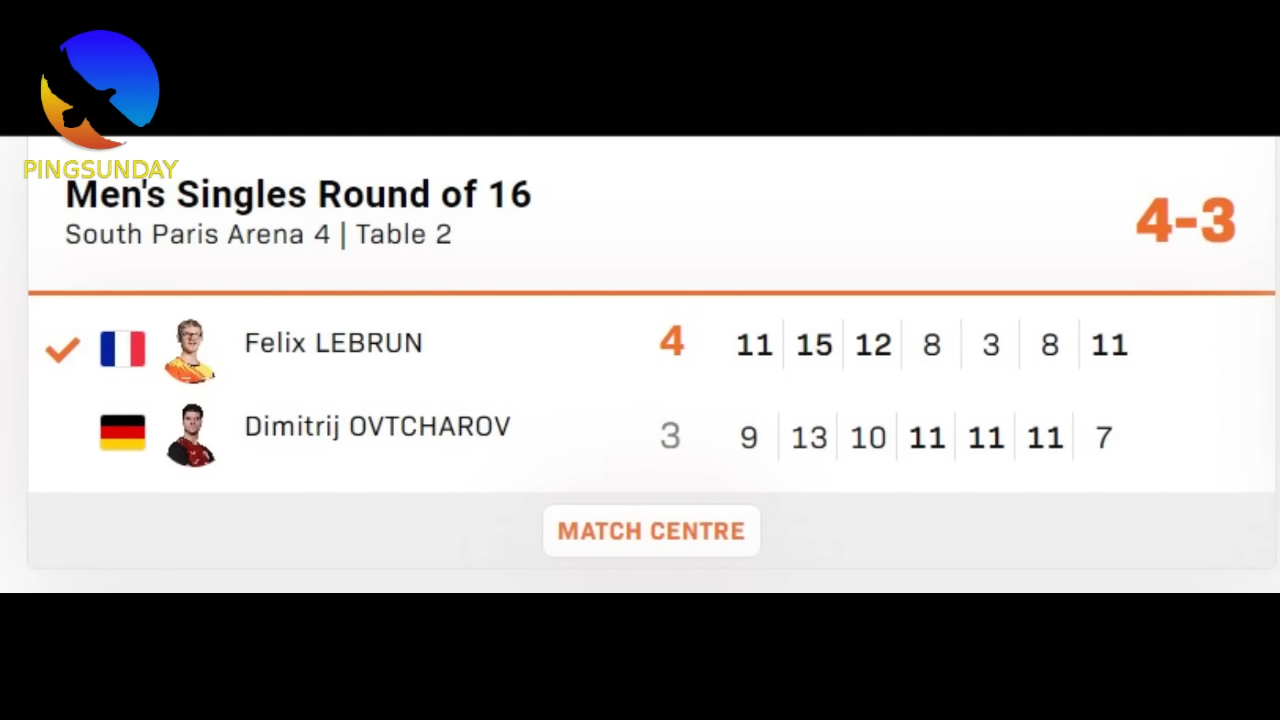 PINGSUNDAY
Men's Singles Round of 16
4-3
South Paris Arena 4 | Table 2
Felix LEBRUN 4 11 15 12 8 3 8 11
Dimitrij OVTCHAROV 3 9 13 10 11 11 11 7
MATCH CENTRE